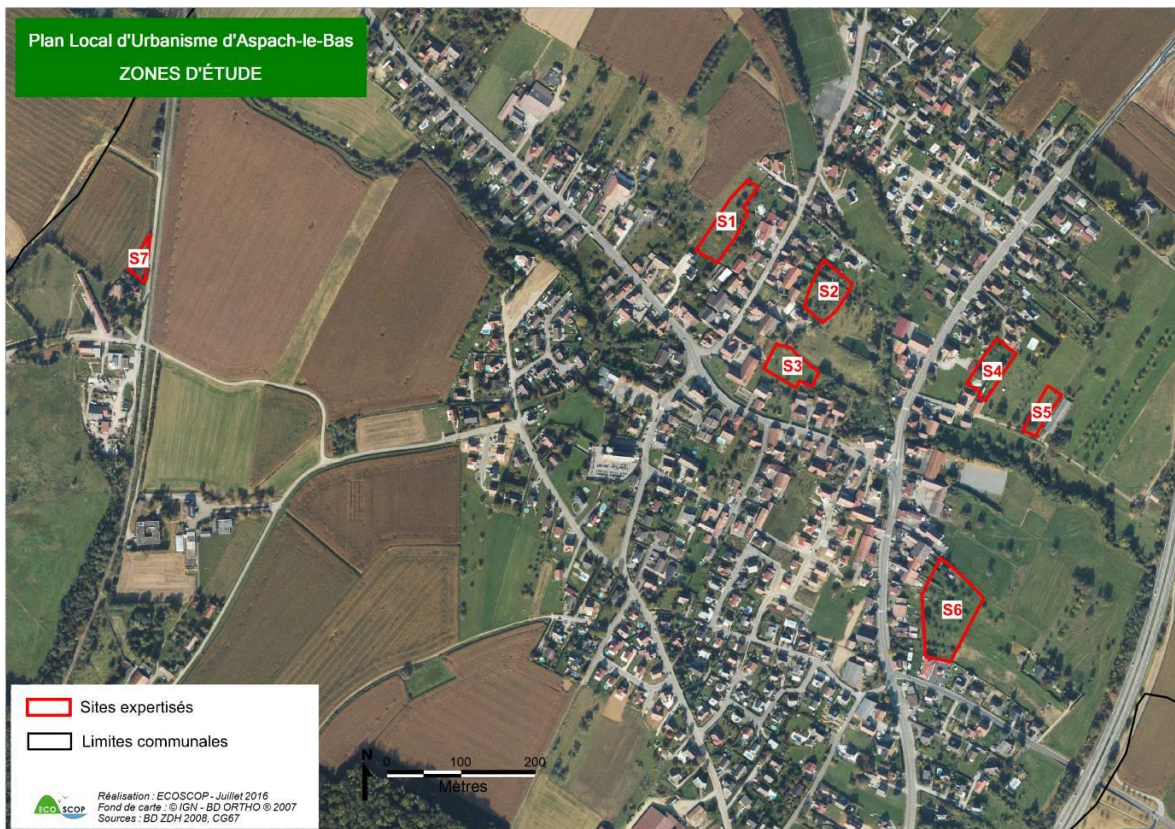 Plan Local d'Urbanisme d'Aspach-le-Bas
ZONES D'ÉTUDE
S1
S2
S3
S4
S5
S6
S7
Sites expertisés
Limites communales
N
0 100 200
Mètres
ECO SCOP
Réalisation : ECOSCOP - Juillet 2016
Fond de carte : © IGN - BD ORTHO © 2007
Sources : BD ZDH 2008, CG67